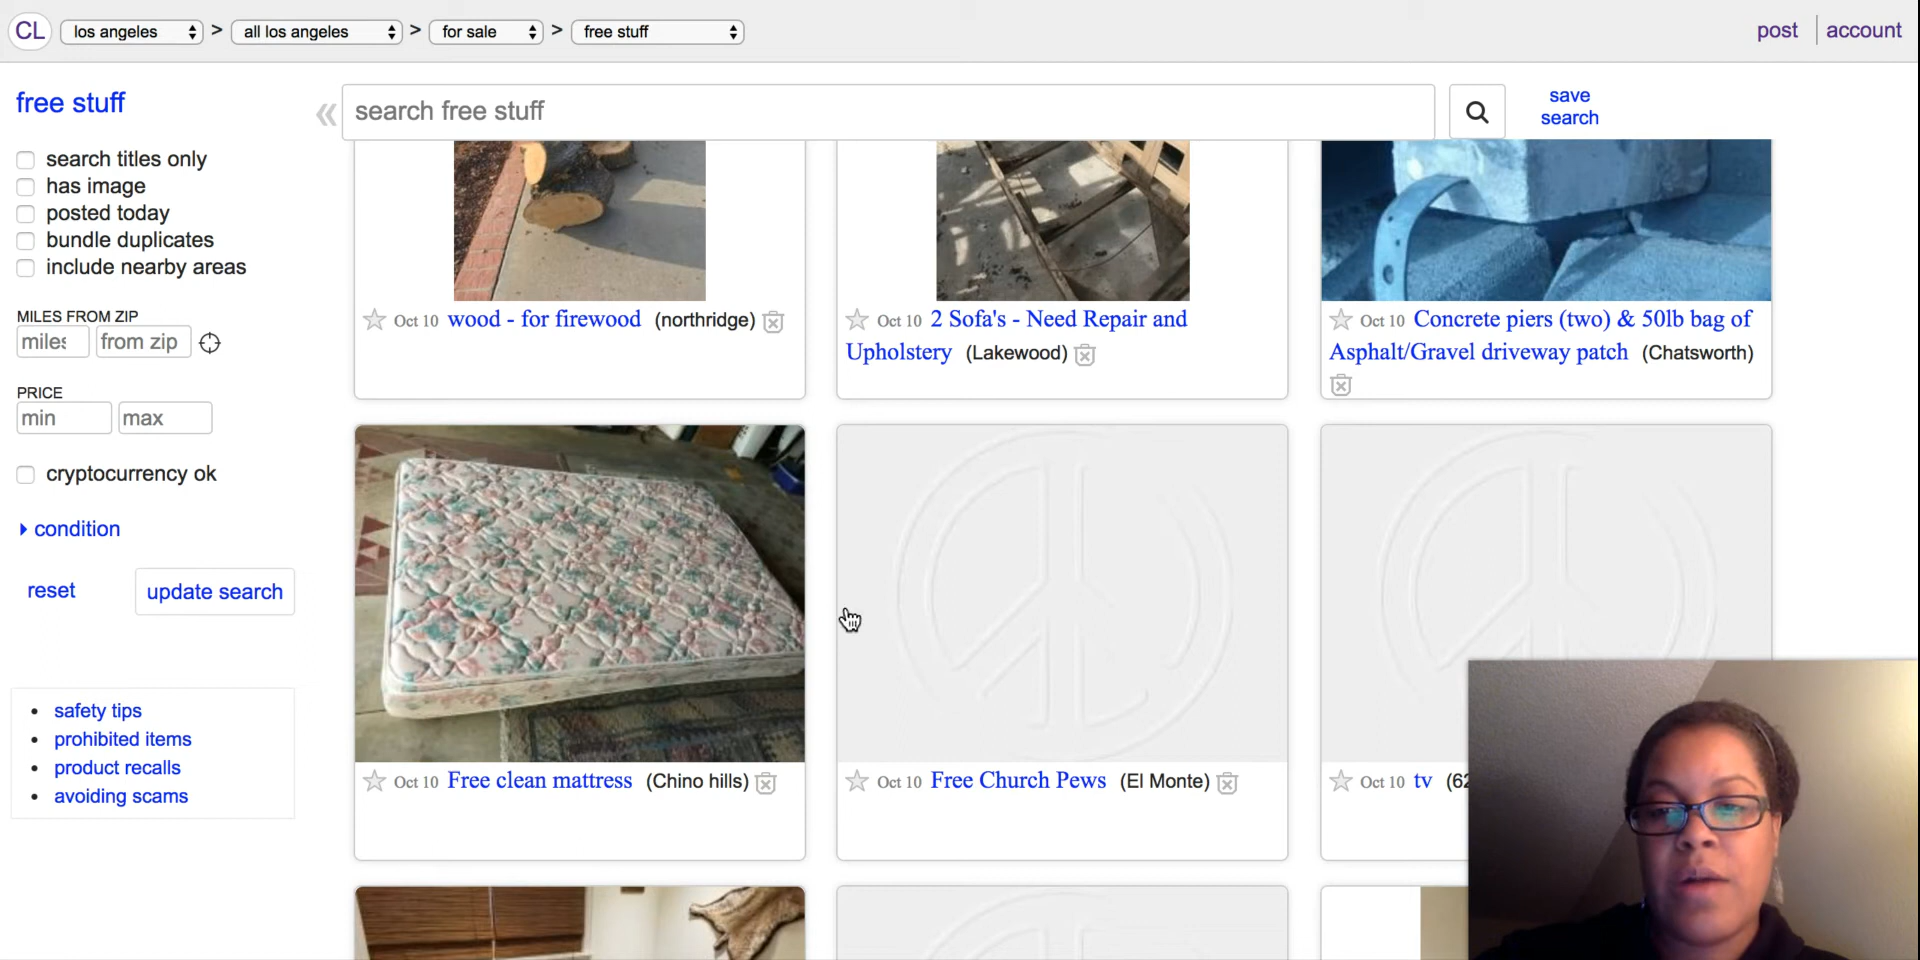 CL los angeles > all los angeles > for sale > free stuff post account
free stuff
« search free stuff
save
search
search titles only
has image
posted today
bundle duplicates
include nearby areas
MILES FROM ZIP
miles from zip
PRICE
min max
cryptocurrency ok
condition
reset update search
safety tips
prohibited items
product recalls
avoiding scams
Oct 10 wood - for firewood (northridge)
Oct 10 2 Sofa's - Need Repair and
Upholstery (Lakewood)
Oct 10 Concrete piers (two) & 50lb bag of
Asphalt/Gravel driveway patch (Chatsworth)
Oct 10 Free clean mattress (Chino hills)
Oct 10 Free Church Pews (El Monte)
Oct 10 tv (62